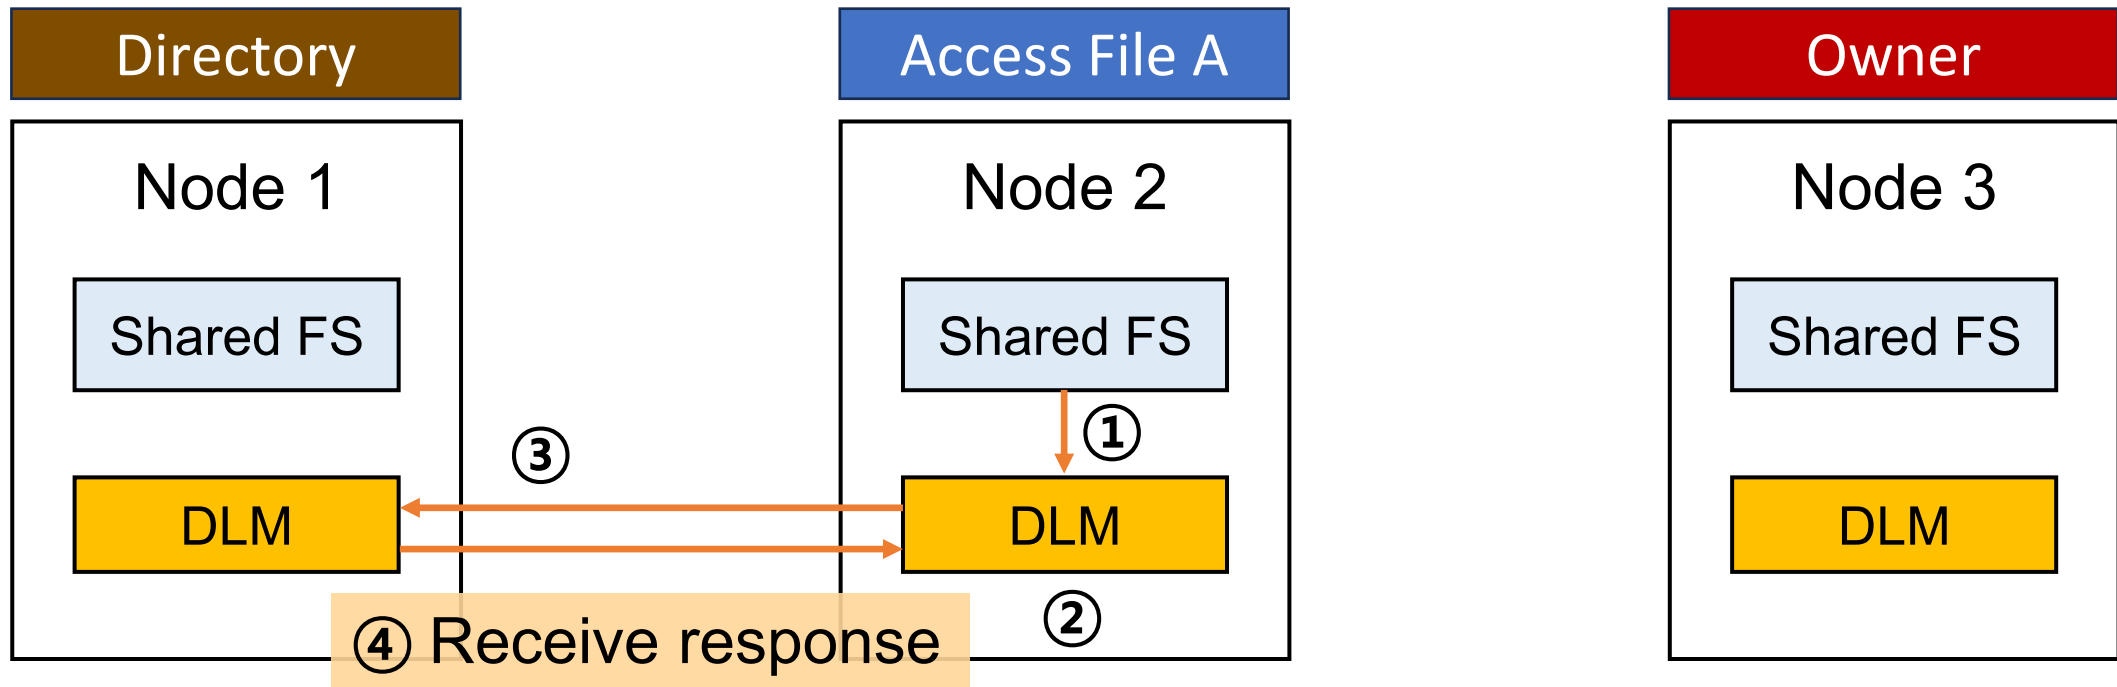 Directory
Access File A
Owner
Node 1
Node 2
Node 3
Shared FS
Shared FS
Shared FS
①
③
DLM
DLM
DLM
②
④ Receive response